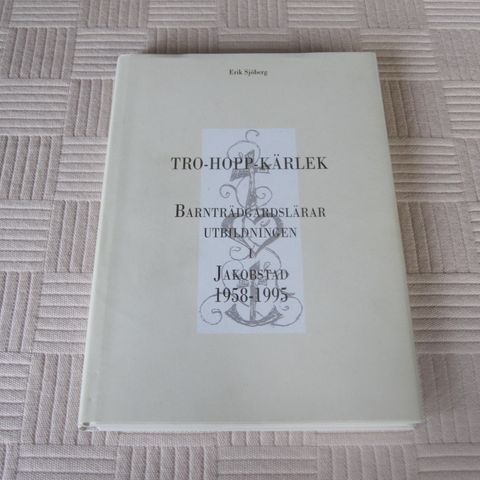 Erik Sjöberg
TRO-HOPP-KÄRLEK
BARNTRÄDGÅRDSLÄRAR
UTBILDNINGEN
I
JAKOBSTAD
1958-1995